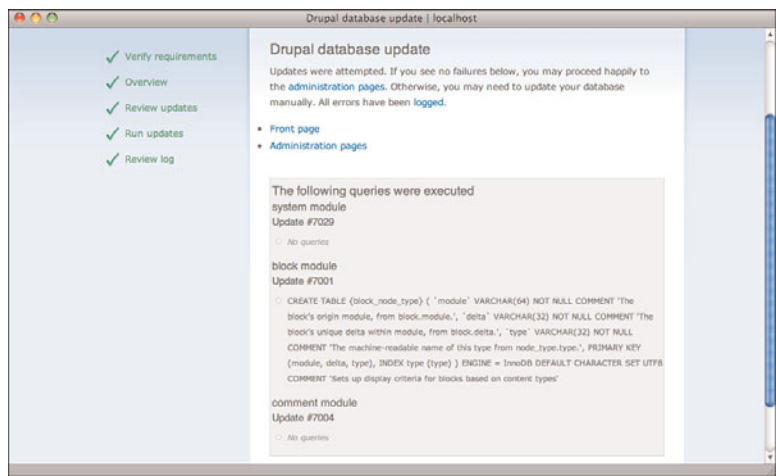 Drupal database update | localhost
Verify requirements
Overview
Review updates
Run updates
Review log
Drupal database update
Updates were attempted. If you see no failures below, you may proceed happily to
the administration pages. Otherwise, you may need to update your database
manually. All errors have been logged.
Front page
Administration pages
The following queries were executed
system module
Update #7029
No queries
block module
Update #7001
CREATE TABLE {block_node_type} ( `module` VARCHAR(64) NOT NULL COMMENT 'The
block's origin module, from block.module.', `delta` VARCHAR(32) NOT NULL COMMENT 'The
block's unique delta within module, from block.delta.', `type` VARCHAR(32) NOT NULL
COMMENT 'The machine-readable name of this type from node_type.type.', PRIMARY KEY
(module, delta, type), INDEX type (type) ) ENGINE = InnoDB DEFAULT CHARACTER SET UTF8
COMMENT 'Sets up display criteria for blocks based on content types'
comment module
Update #7004
No queries